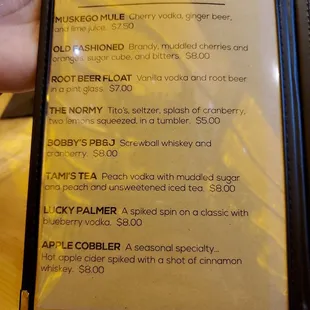 MUSKEGO MULE Cherry vodka, ginger beer,
and lime juice. $7.50
OLD FASHIONED Brandy, muddled cherries and
oranges, sugar cube, and bitters. $8.00
ROOT BEER FLOAT Vanilla vodka and root beer
in a pint glass. $7.00
THE NORMY Tito's, seltzer, splash of cranberry,
two lemons squeezed, in a tumbler. $5.00
BOBBY'S PB&J Screwball whiskey and
cranberry. $8.00
TAMI'S TEA Peach vodka with muddled sugar
and peach and unsweetened iced tea. $8.00
LUCKY PALMER A spiked spin on a classic with
blueberry vodka. $8.00
APPLE COBBLER A seasonal specialty...
Hot apple cider spiked with a shot of cinnamon
whiskey. $8.00